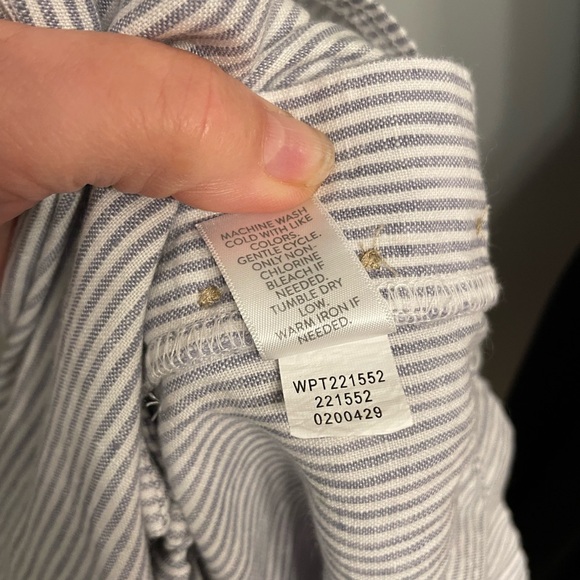 MACHINE WASH
COLD WITH LIKE
COLORS.
GENTLE CYCLE.
ONLY NON-
CHLORINE
BLEACH IF
NEEDED.
TUMBLE DRY
LOW.
WARM IRON IF
NEEDED.
WPT221552
221552
0200429